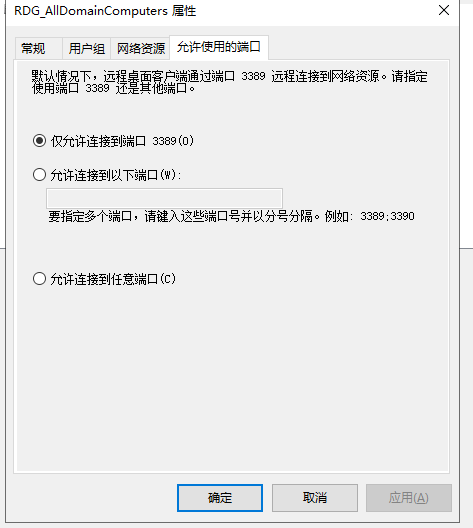 RDG_AllDomainComputers 属性
常规 用户组 网络资源 允许使用的端口
默认情况下，远程桌面客户端通过端口 3389 远程连接到网络资源。请指定
使用端口 3389 还是其他端口。
仅允许连接到端口 3389(O)
允许连接到以下端口(W):
要指定多个端口，请键入这些端口号并以分号分隔。例如: 3389;3390
允许连接到任意端口(C)
确定 取消 应用(A)